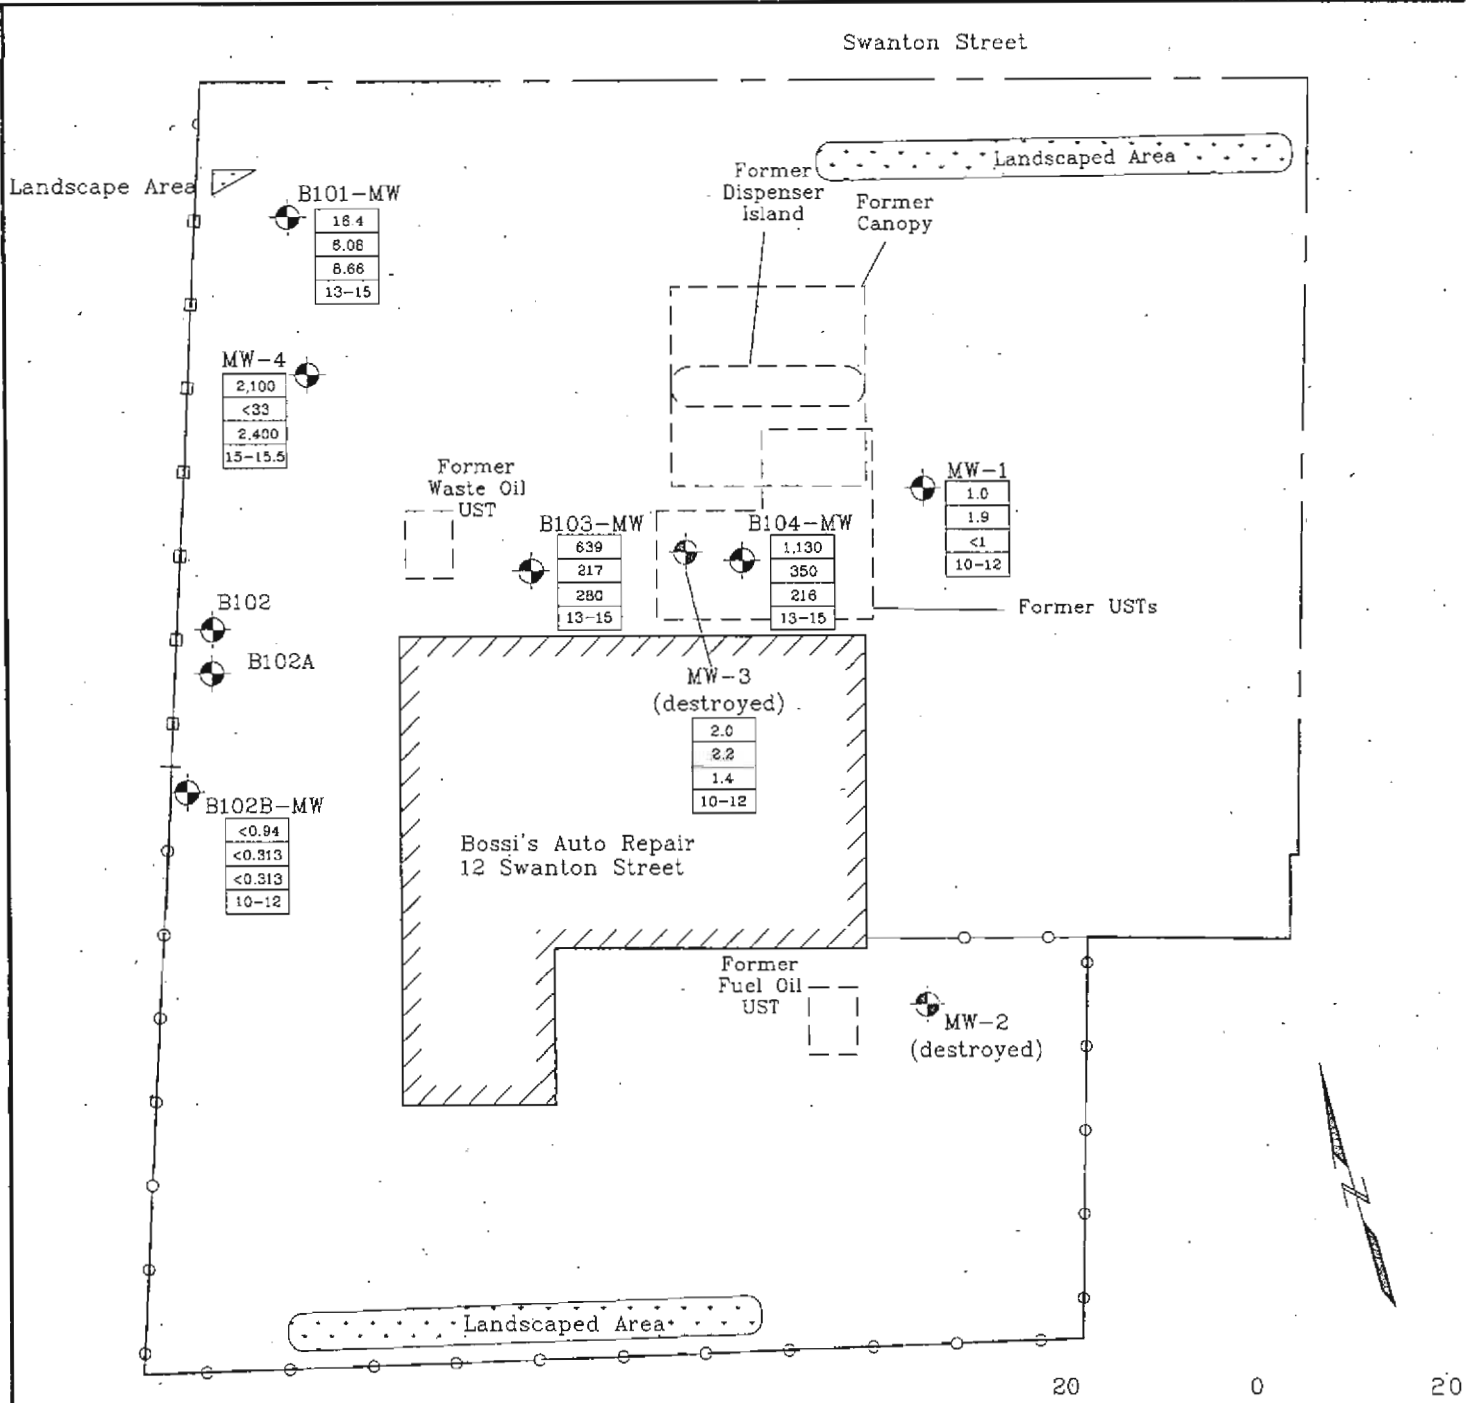 Swanton Street
Landscaped Area
Former
Dispenser
Island
Former
Canopy
Landscape Area
B101-MW
16.4
6.08
8.66
13-15
MW-4
2,100
<33
2,400
15-15.5
Former
Waste Oil
UST
B103-MW
639
217
280
13-15
B104-MW
1,130
350
216
13-15
MW-1
1.0
1.9
<1
10-12
Former USTs
B102
B102A
MW-3
(destroyed)
2.0
2.2
1.4
10-12
B102B-MW
<0.94
<0.313
<0.313
10-12
Bossi's Auto Repair
12 Swanton Street
Former
Fuel Oil
UST
MW-2
(destroyed)
Z
Landscaped Area
20 0 20